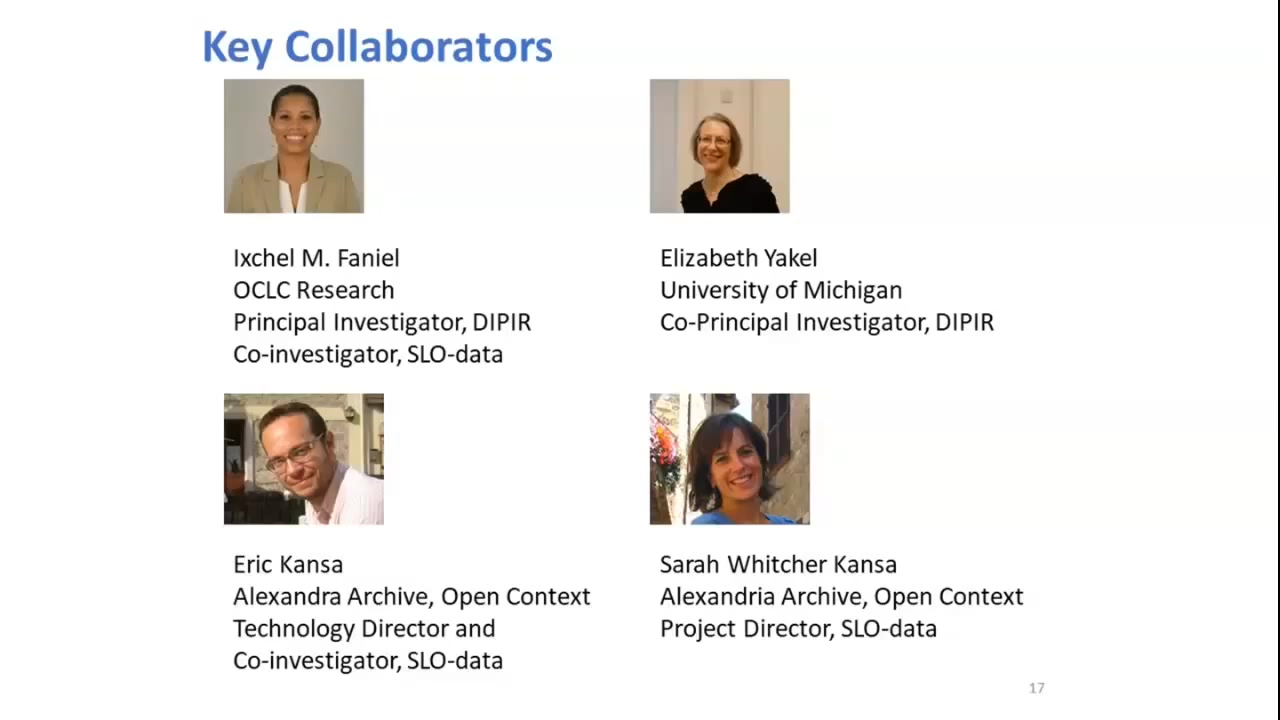 Key Collaborators
Ixchel M. Faniel
OCLC Research
Principal Investigator, DIPIR
Co-investigator, SLO-data
Elizabeth Yakel
University of Michigan
Co-Principal Investigator, DIPIR
Eric Kansa
Alexandra Archive, Open Context
Technology Director and
Co-investigator, SLO-data
Sarah Whitcher Kansa
Alexandria Archive, Open Context
Project Director, SLO-data
17